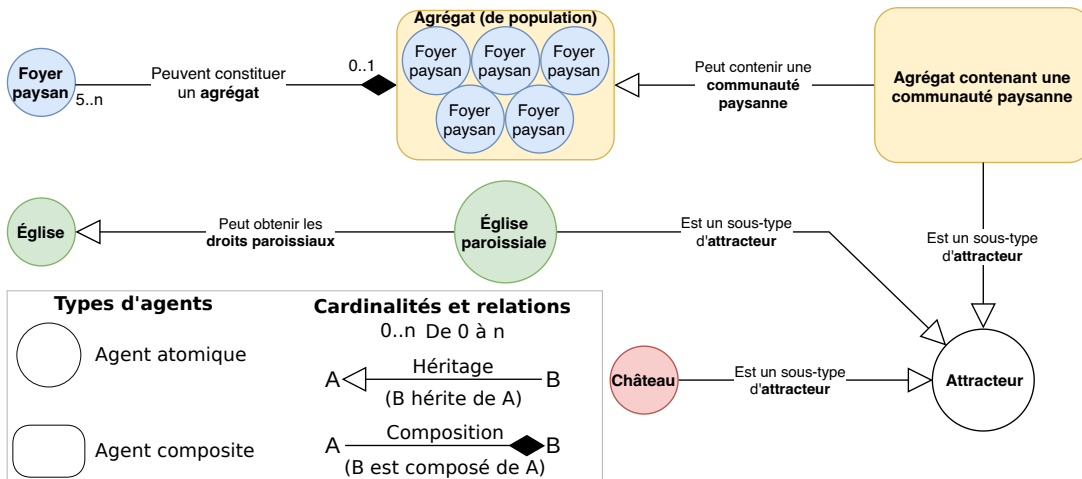 Agrégat (de population)
Foyer
paysan
5..n
Peuvent constituer
un agrégat
0..1
Foyer
paysan
Foyer
paysan
Foyer
paysan
Foyer
paysan
Foyer
paysan
Peut contenir une
communauté
paysanne
Agrégat contenant une
communauté paysanne
Église
Peut obtenir les
droits paroissiaux
Église
paroissiale
Est un sous-type
d'attracteur
Est un sous-type
d'attracteur
Château
Est un sous-type
d'attracteur
Attracteur
Types d'agents
Agent atomique
Agent composite
Cardinalités et relations
0..n De 0 à n
A Héritage B
(B hérite de A)
A Composition B
(B est composé de A)